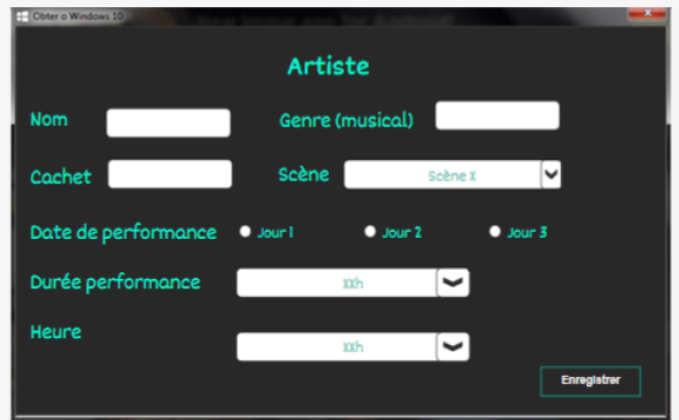 Obter o Windows 10
Artiste
Nom
Genre (musical)
Cachet
Scène
Scène X
Date de performance
Jour 1
Jour 2
Jour 3
Durée performance
XXh
Heure
XXh
Enregistrer